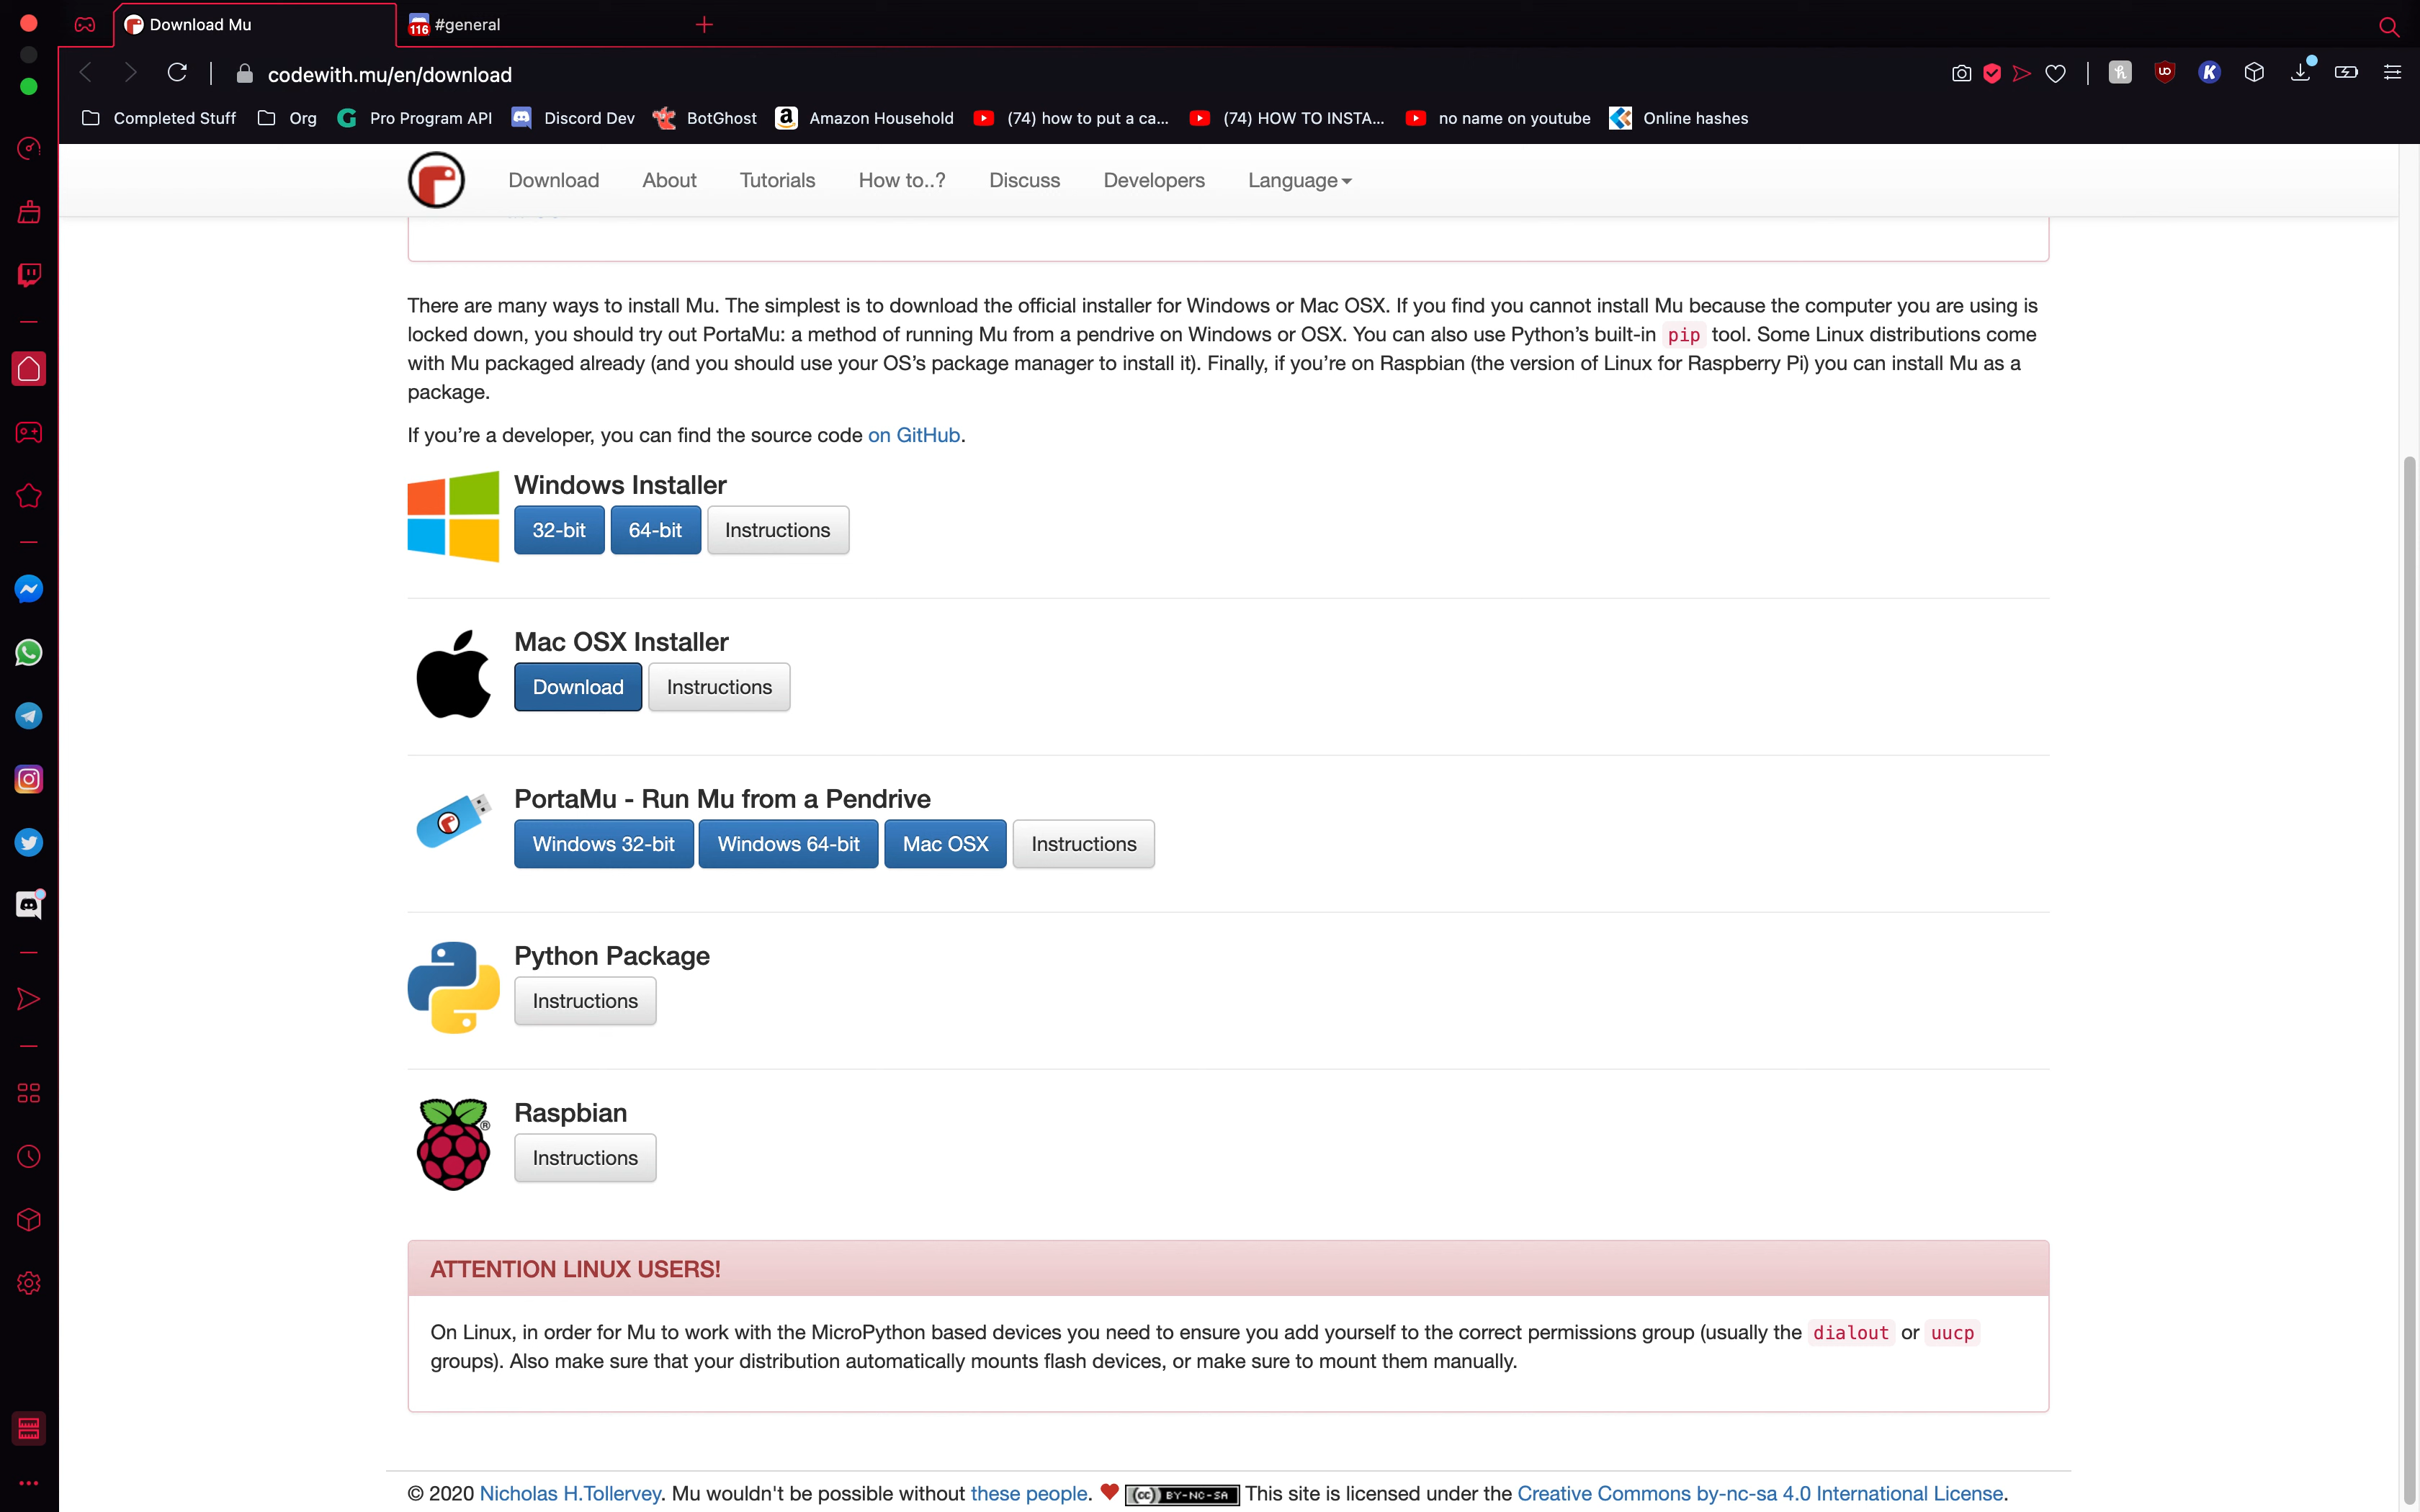 Download Mu
116 #general
codewith.mu/en/download
Completed Stuff Org Pro Program API Discord Dev BotGhost Amazon Household (74) how to put a ca... (74) HOW TO INSTA... no name on youtube Online hashes
Download About Tutorials How to..? Discuss Developers Language
There are many ways to install Mu. The simplest is to download the official installer for Windows or Mac OSX. If you find you cannot install Mu because the computer you are using is
locked down, you should try out PortaMu: a method of running Mu from a pendrive on Windows or OSX. You can also use Python’s built-in pip tool. Some Linux distributions come
with Mu packaged already (and you should use your OS’s package manager to install it). Finally, if you’re on Raspbian (the version of Linux for Raspberry Pi) you can install Mu as a
package.
If you’re a developer, you can find the source code on GitHub.
Windows Installer
32-bit 64-bit Instructions
Mac OSX Installer
Download Instructions
PortaMu - Run Mu from a Pendrive
Windows 32-bit Windows 64-bit Mac OSX Instructions
Python Package
Instructions
Raspbian
Instructions
ATTENTION LINUX USERS!
On Linux, in order for Mu to work with the MicroPython based devices you need to ensure you add yourself to the correct permissions group (usually the dialout or uucp
groups). Also make sure that your distribution automatically mounts flash devices, or make sure to mount them manually.
© 2020 Nicholas H.Tollervey. Mu wouldn't be possible without these people. ♥ (cc) BY-NC-SA This site is licensed under the Creative Commons by-nc-sa 4.0 International License.